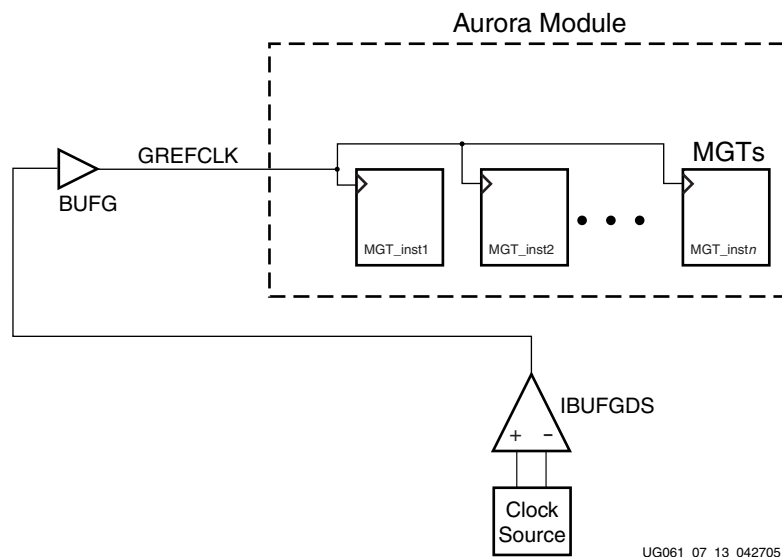 Aurora Module
GREFCLK
BUFG
MGTs
MGT_inst1
MGT_inst2
MGT_instn
IBUFGDS
+ –
Clock
Source
UG061_07_13_042705